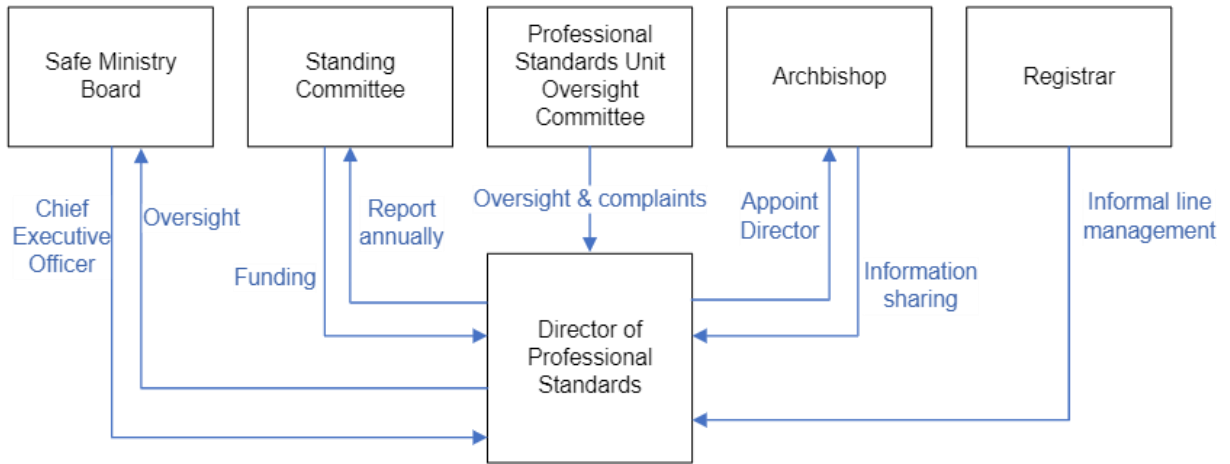 Safe Ministry
Board
Standing
Committee
Professional
Standards Unit
Oversight
Committee
Archbishop
Registrar
Chief
Executive
Officer
Oversight
Funding
Report
annually
Oversight & complaints
Appoint
Director
Information
sharing
Informal line
management
Director of
Professional
Standards